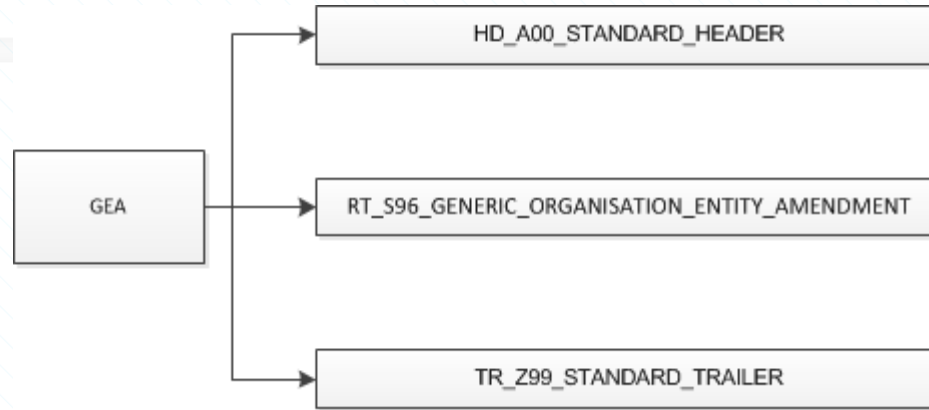 HD_A00_STANDARD_HEADER
GEA
RT_S96_GENERIC_ORGANISATION_ENTITY_AMENDMENT
TR_Z99_STANDARD_TRAILER